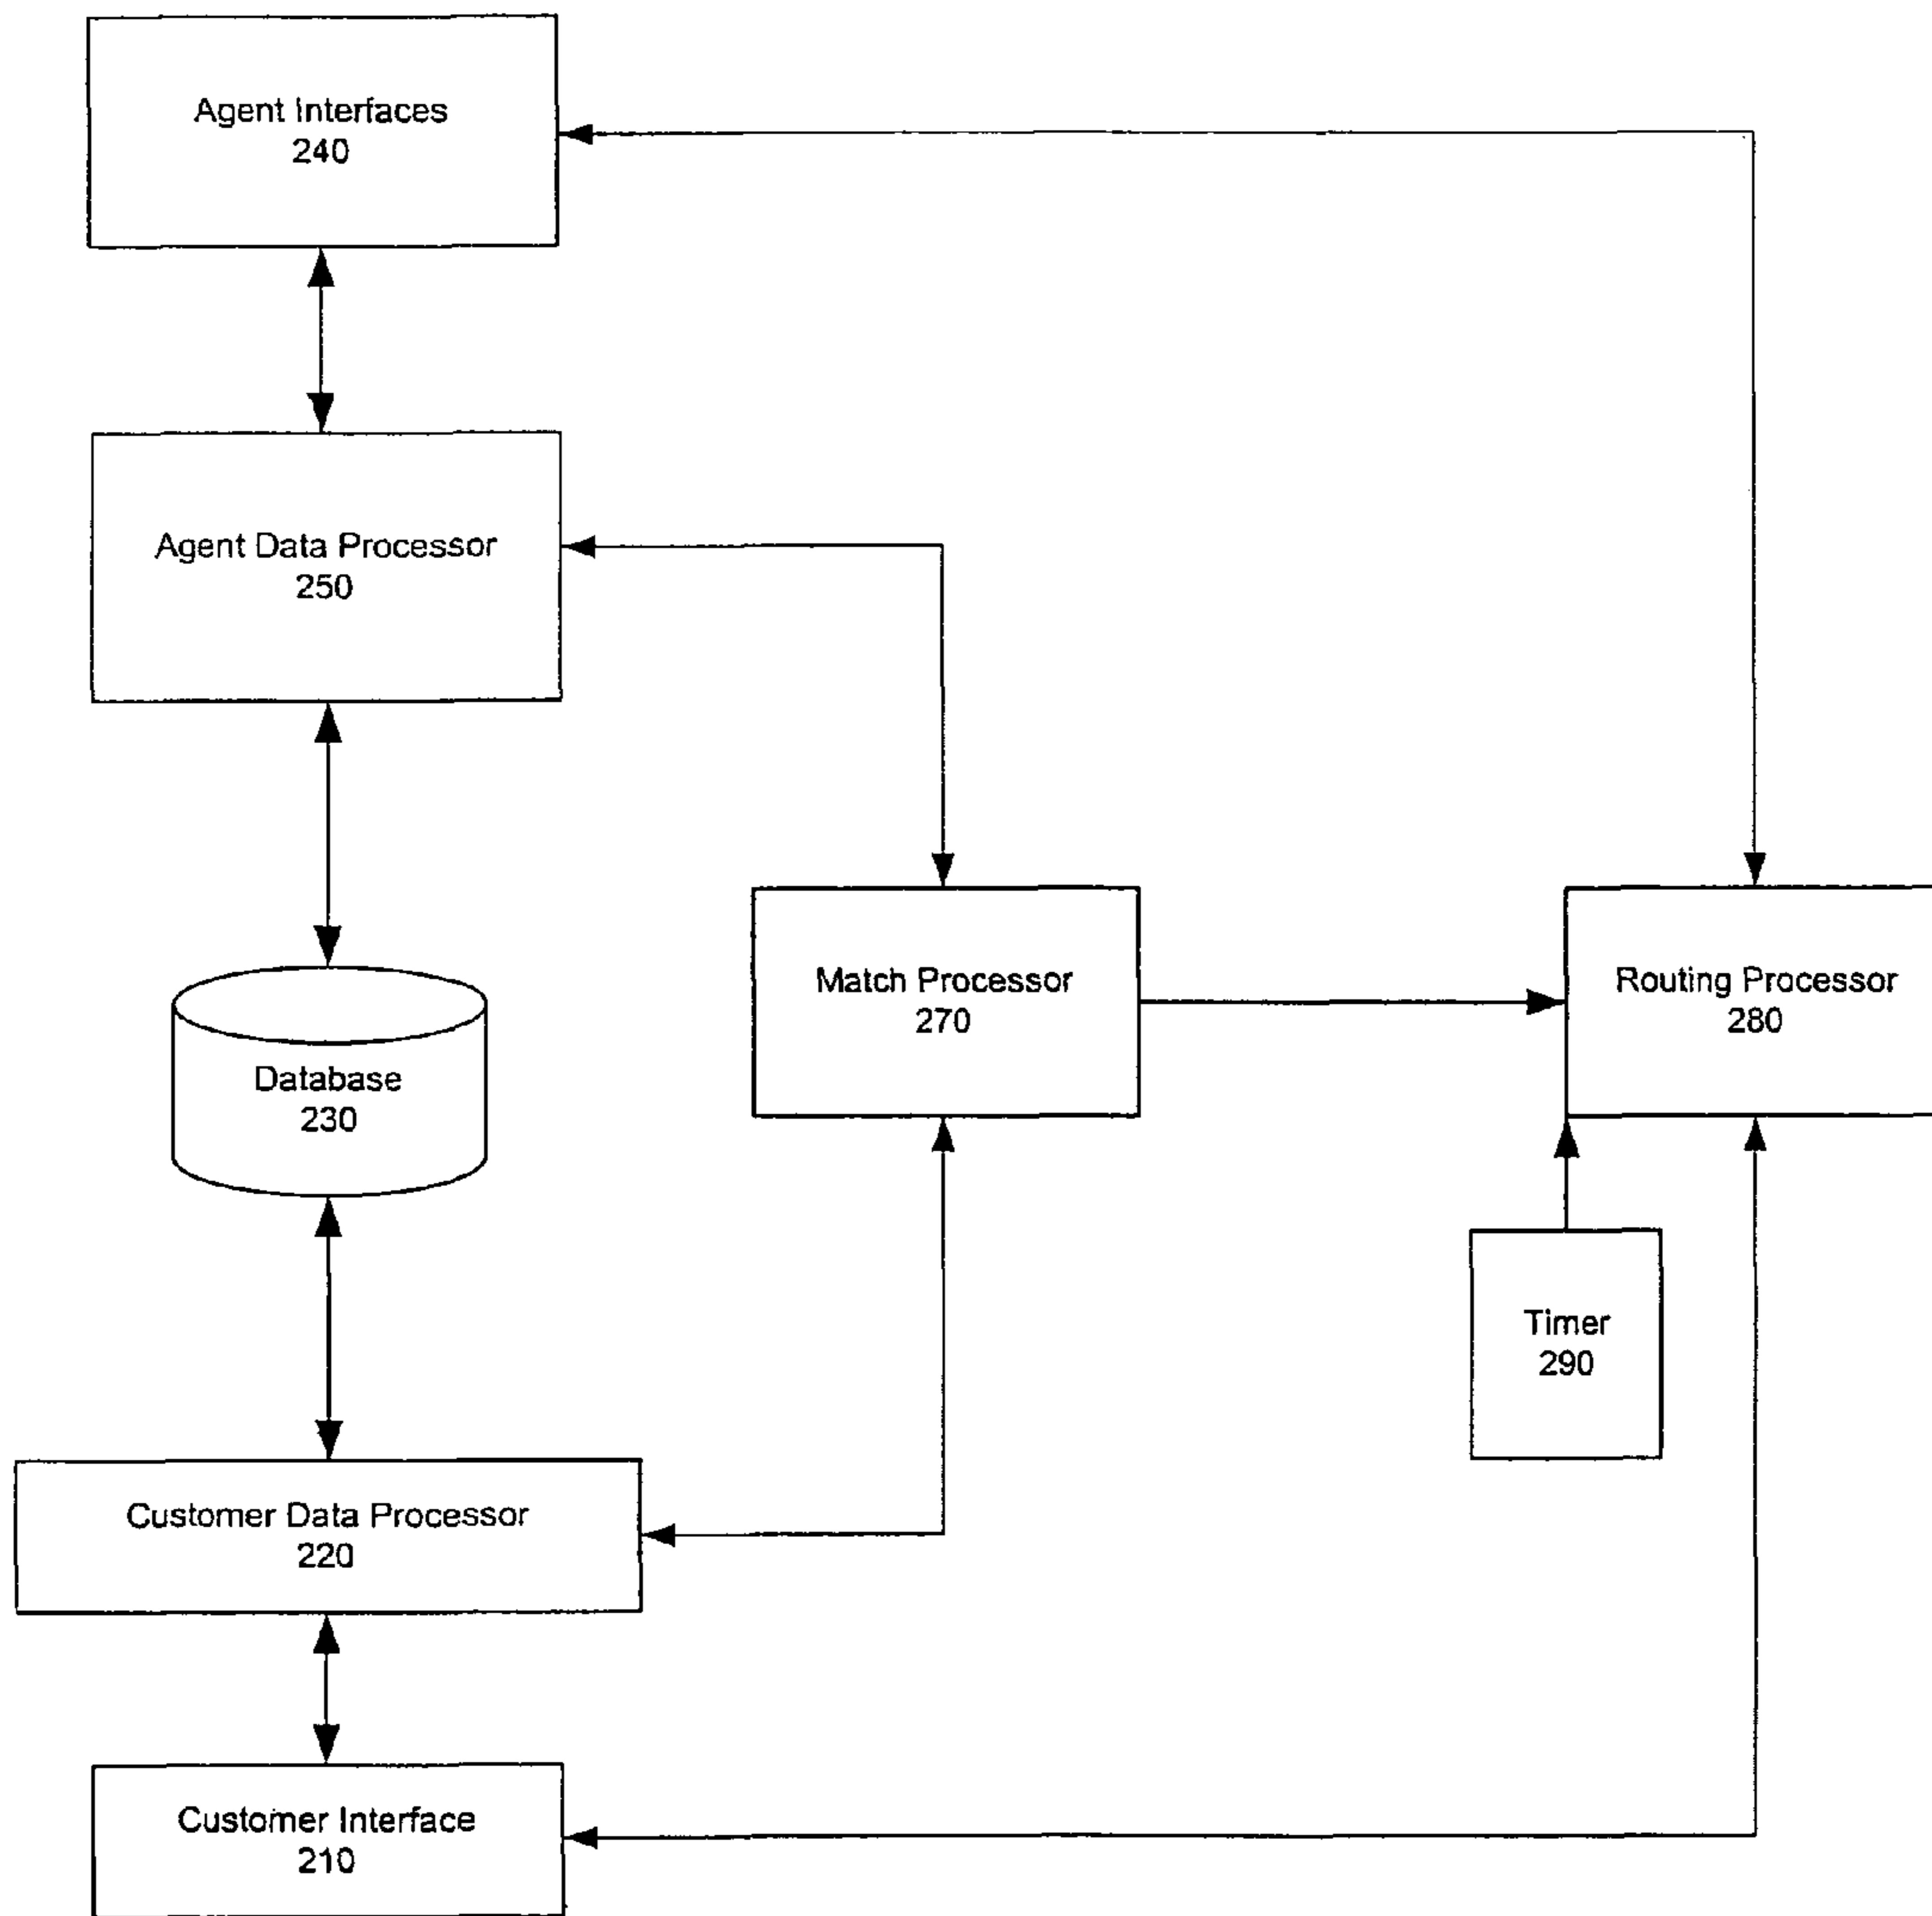 Agent Interfaces
240
Agent Data Processor
250
Match Processor
270
Routing Processor
280
Database
230
Timer
290
Customer Data Processor
220
Customer Interface
210